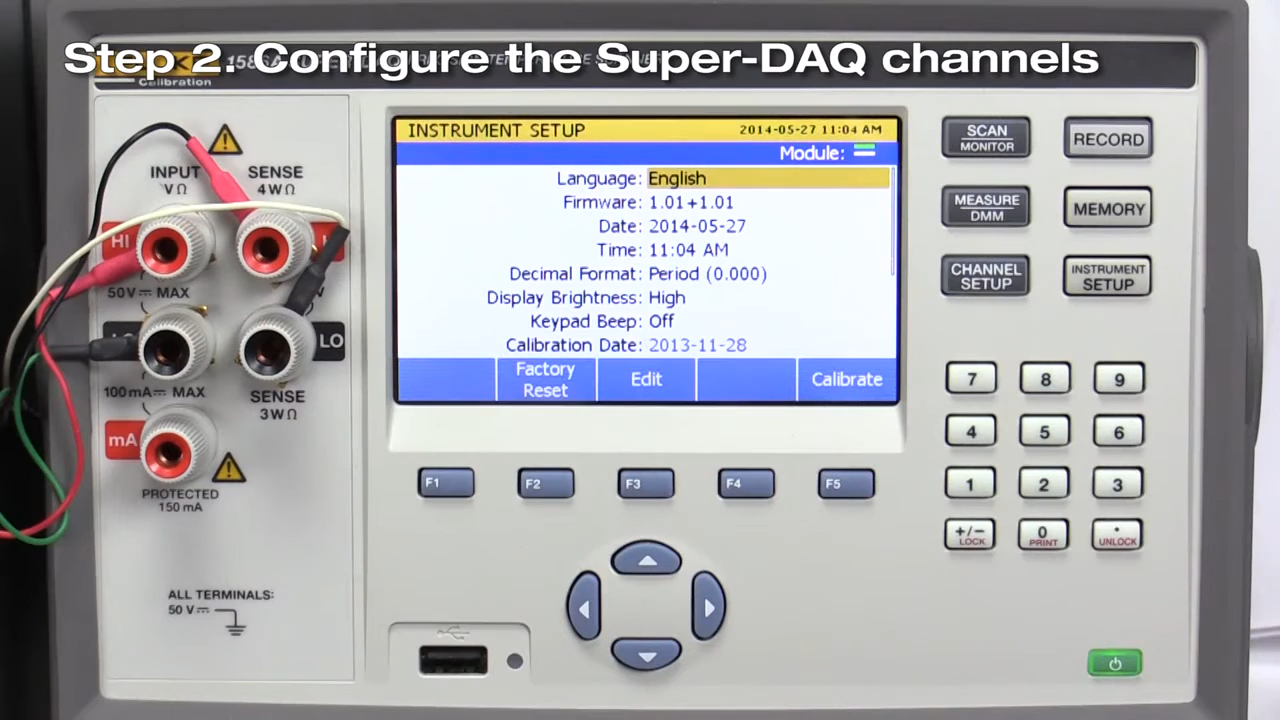 Step 2. Configure the Super-DAQ channels
Calibration
INPUT
VΩ
SENSE
4WΩ
HI
50V MAX
LO
LO
100mA MAX
SENSE
3WΩ
mA
PROTECTED
150 mA
ALL TERMINALS:
50 V
INSTRUMENT SETUP 2014-05-27 11:04 AM
Module:
Language: English
Firmware: 1.01+1.01
Date: 2014-05-27
Time: 11:04 AM
Decimal Format: Period (0.000)
Display Brightness: High
Keypad Beep: Off
Calibration Date: 2013-11-28
Factory
Reset
Edit
Calibrate
F1 F2 F3 F4 F5
SCAN
MONITOR
RECORD
MEASURE
DMM
MEMORY
CHANNEL
SETUP
INSTRUMENT
SETUP
7 8 9
4 5 6
1 2 3
+/− 0 .
LOCK PRINT UNLOCK